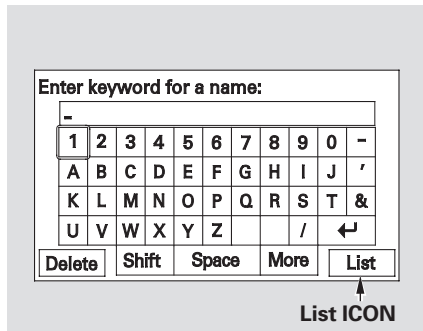 Enter keyword for a name:
-
1 2 3 4 5 6 7 8 9 0 -
A B C D E F G H I J '
K L M N O P Q R S T &
U V W X Y Z / ↵
Delete Shift Space More List
List ICON